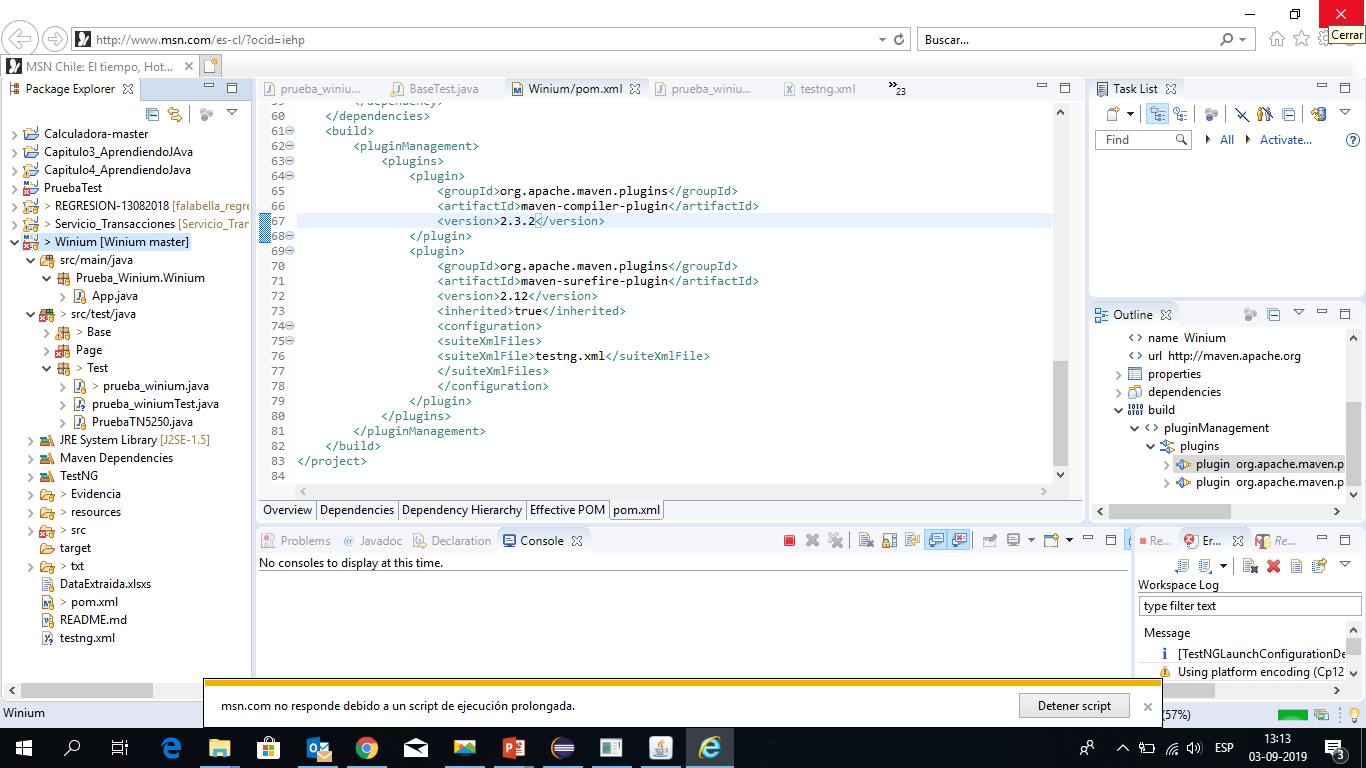 Cerrar
http://www.msn.com/es-cl/?ocid=iehp
Buscar...
MSN Chile: El tiempo, Hot...
Package Explorer
Calculadora-master
Capitulo3_AprendiendoJAva
Capitulo4_AprendiendoJava
PruebaTest
> REGRESION-13082018 [falabella_regre
> Servicio_Transacciones [Servicio_Tran
> Winium [Winium master]
src/main/java
Prueba_Winium.Winium
App.java
> src/test/java
> Base
Page
> Test
> prueba_winium.java
prueba_winiumTest.java
PruebaTN5250.java
JRE System Library [J2SE-1.5]
Maven Dependencies
TestNG
> Evidencia
> resources
> src
target
> txt
DataExtraida.xlsxs
> pom.xml
README.md
testng.xml
Winium
prueba_winiu...
BaseTest.java
Winium/pom.xml
prueba_winiu...
testng.xml
»23
59 </dependency>
60 </dependencies>
61 <build>
62 <pluginManagement>
63 <plugins>
64 <plugin>
65 <groupId>org.apache.maven.plugins</groupId>
66 <artifactId>maven-compiler-plugin</artifactId>
67 <version>2.3.2</version>
68 </plugin>
69 <plugin>
70 <groupId>org.apache.maven.plugins</groupId>
71 <artifactId>maven-surefire-plugin</artifactId>
72 <version>2.12</version>
73 <inherited>true</inherited>
74 <configuration>
75 <suiteXmlFiles>
76 <suiteXmlFile>testng.xml</suiteXmlFile>
77 </suiteXmlFiles>
78 </configuration>
79 </plugin>
80 </plugins>
81 </pluginManagement>
82 </build>
83 </project>
84
Overview
Dependencies
Dependency Hierarchy
Effective POM
pom.xml
Problems
Javadoc
Declaration
Console
No consoles to display at this time.
Task List
Find
All
Activate...
Outline
name Winium
url http://maven.apache.org
properties
dependencies
build
pluginManagement
plugins
plugin org.apache.maven.p
plugin org.apache.maven.p
Re...
Er...
Re...
Workspace Log
type filter text
Message
[TestNGLaunchConfigurationDe
Using platform encoding (Cp12
(57%)
msn.com no responde debido a un script de ejecución prolongada.
Detener script
ESP
13:13
03-09-2019
3